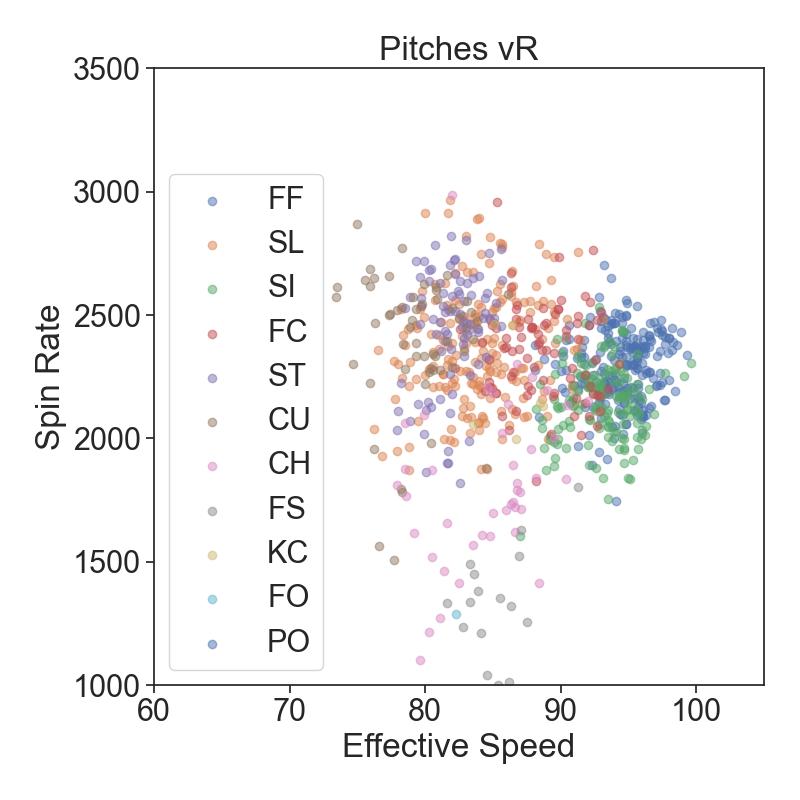 Pitches vR
3500
3000
2500
2000
1500
1000
Spin Rate
FF
SL
SI
FC
ST
CU
CH
FS
KC
FO
PO
60 70 80 90 100
Effective Speed